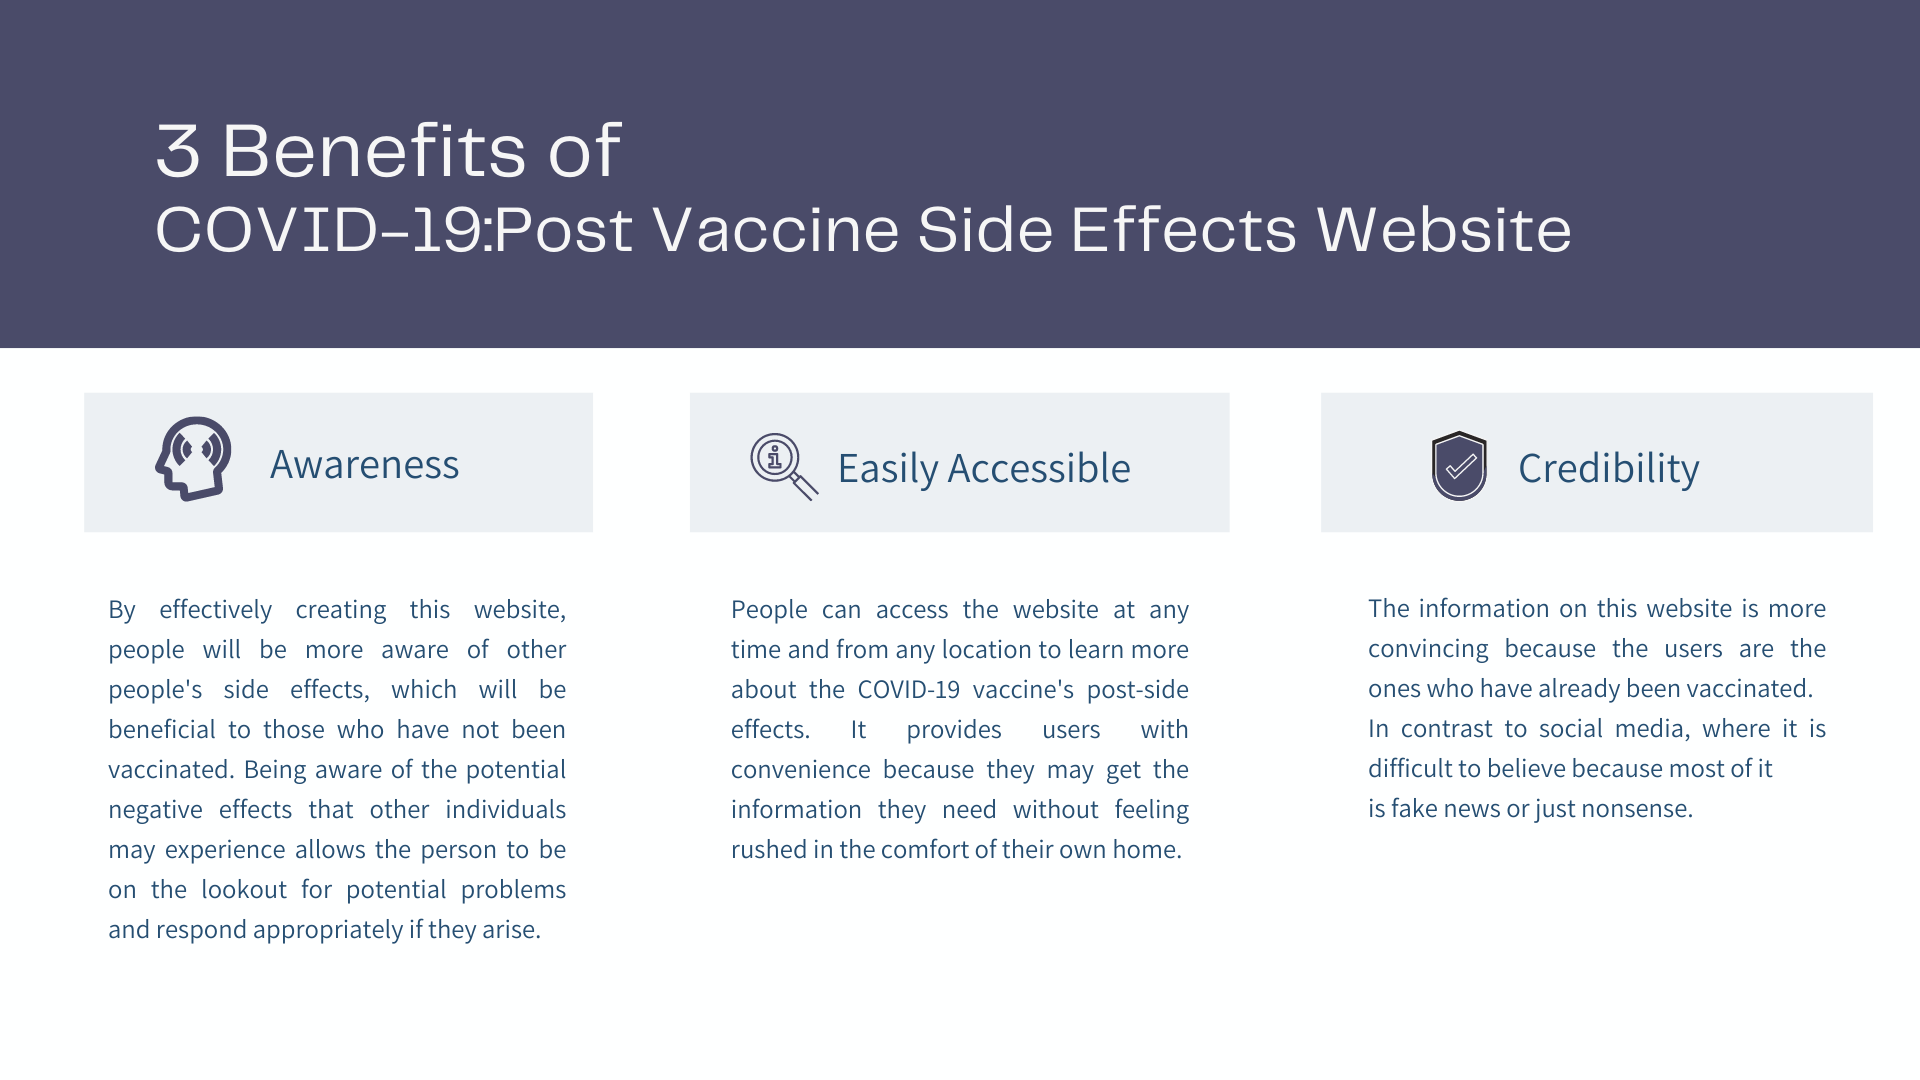 3 Benefits of
COVID-19:Post Vaccine Side Effects Website
Awareness
By effectively creating this website,
people will be more aware of other
people's side effects, which will be
beneficial to those who have not been
vaccinated. Being aware of the potential
negative effects that other individuals
may experience allows the person to be
on the lookout for potential problems
and respond appropriately if they arise.
Easily Accessible
People can access the website at any
time and from any location to learn more
about the COVID-19 vaccine's post-side
effects. It provides users with
convenience because they may get the
information they need without feeling
rushed in the comfort of their own home.
Credibility
The information on this website is more
convincing because the users are the
ones who have already been vaccinated.
In contrast to social media, where it is
difficult to believe because most of it
is fake news or just nonsense.